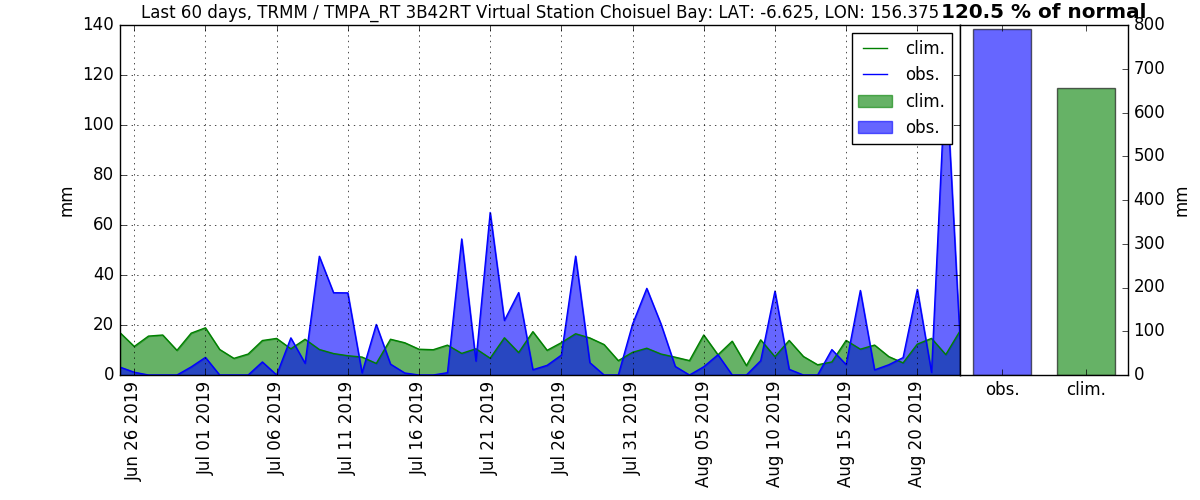 Last 60 days, TRMM / TMPA_RT 3B42RT Virtual Station Choisuel Bay: LAT: -6.625, LON: 156.375 120.5 % of normal
mm
140
120
100
80
60
40
20
0
clim.
obs.
clim.
obs.
Jun 26 2019
Jul 01 2019
Jul 06 2019
Jul 11 2019
Jul 16 2019
Jul 21 2019
Jul 26 2019
Jul 31 2019
Aug 05 2019
Aug 10 2019
Aug 15 2019
Aug 20 2019
obs.
clim.
800
700
600
500
400
300
200
100
0
mm